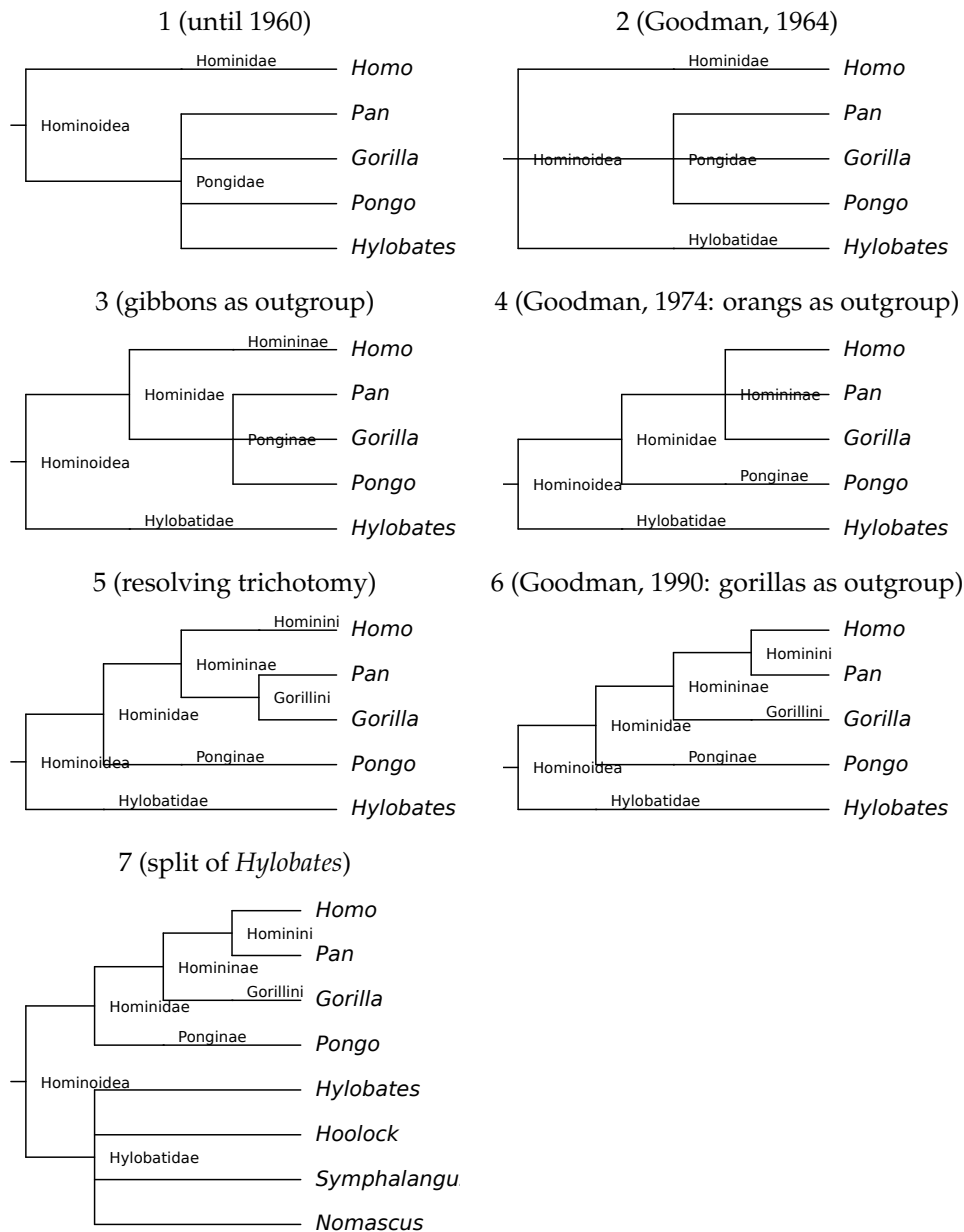 1 (until 1960)
Hominidae
Homo
Pan
Hominoidea
Gorilla
Pongidae
Pongo
Hylobates
2 (Goodman, 1964)
Hominidae
Homo
Pan
Hominoidea
Pongidae
Gorilla
Pongo
Hylobatidae
Hylobates
3 (gibbons as outgroup)
Homininae
Homo
Hominidae
Pan
Ponginae
Gorilla
Hominoidea
Pongo
Hylobatidae
Hylobates
4 (Goodman, 1974: orangs as outgroup)
Homo
Homininae
Pan
Hominidae
Gorilla
Hominoidea
Ponginae
Pongo
Hylobatidae
Hylobates
5 (resolving trichotomy)
Hominini
Homo
Homininae
Pan
Gorillini
Hominidae
Gorilla
Hominoidea
Ponginae
Pongo
Hylobatidae
Hylobates
6 (Goodman, 1990: gorillas as outgroup)
Homo
Hominini
Pan
Homininae
Gorillini
Gorilla
Hominidae
Ponginae
Pongo
Hominoidea
Hylobatidae
Hylobates
7 (split of Hylobates)
Homo
Hominini
Pan
Homininae
Gorillini
Gorilla
Hominidae
Ponginae
Pongo
Hominoidea
Hylobates
Hoolock
Hylobatidae
Symphalangu
Nomascus